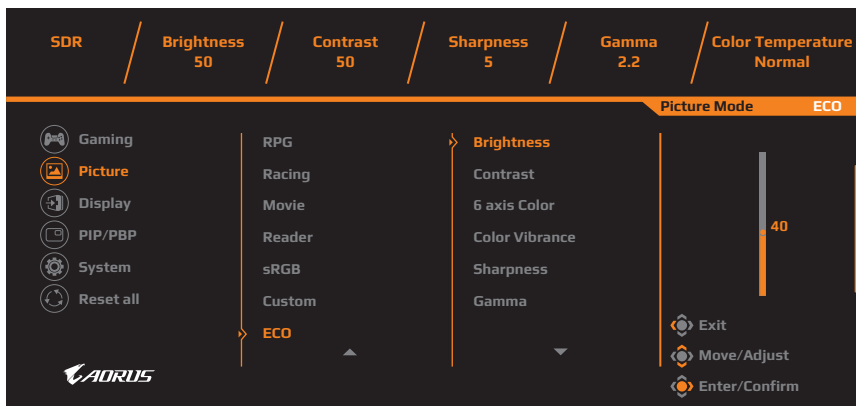 SDR Brightness Contrast Sharpness Gamma Color Temperature
50 50 5 2.2 Normal
Picture Mode ECO
Gaming
Picture
Display
PIP/PBP
System
Reset all
RPG
Racing
Movie
Reader
sRGB
Custom
ECO
Brightness
Contrast
6 axis Color
Color Vibrance
Sharpness
Gamma
40
Exit
Move/Adjust
Enter/Confirm
AORUS